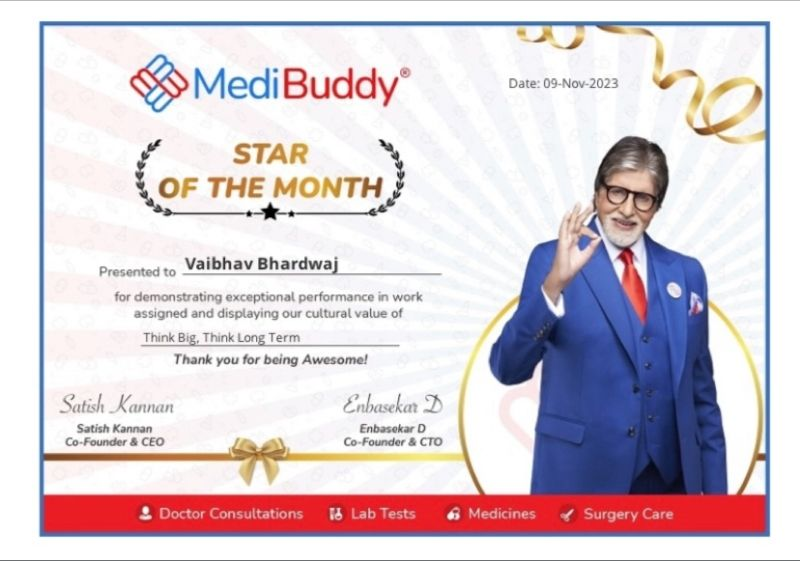 MediBuddy®
Date: 09-Nov-2023
STAR
OF THE MONTH
Presented to Vaibhav Bhardwaj
for demonstrating exceptional performance in work
assigned and displaying our cultural value of
Think Big, Think Long Term
Thank you for being Awesome!
Satish Kannan
Satish Kannan
Co-Founder & CEO
Enbasekar D
Enbasekar D
Co-Founder & CTO
Doctor Consultations
Lab Tests
Medicines
Surgery Care